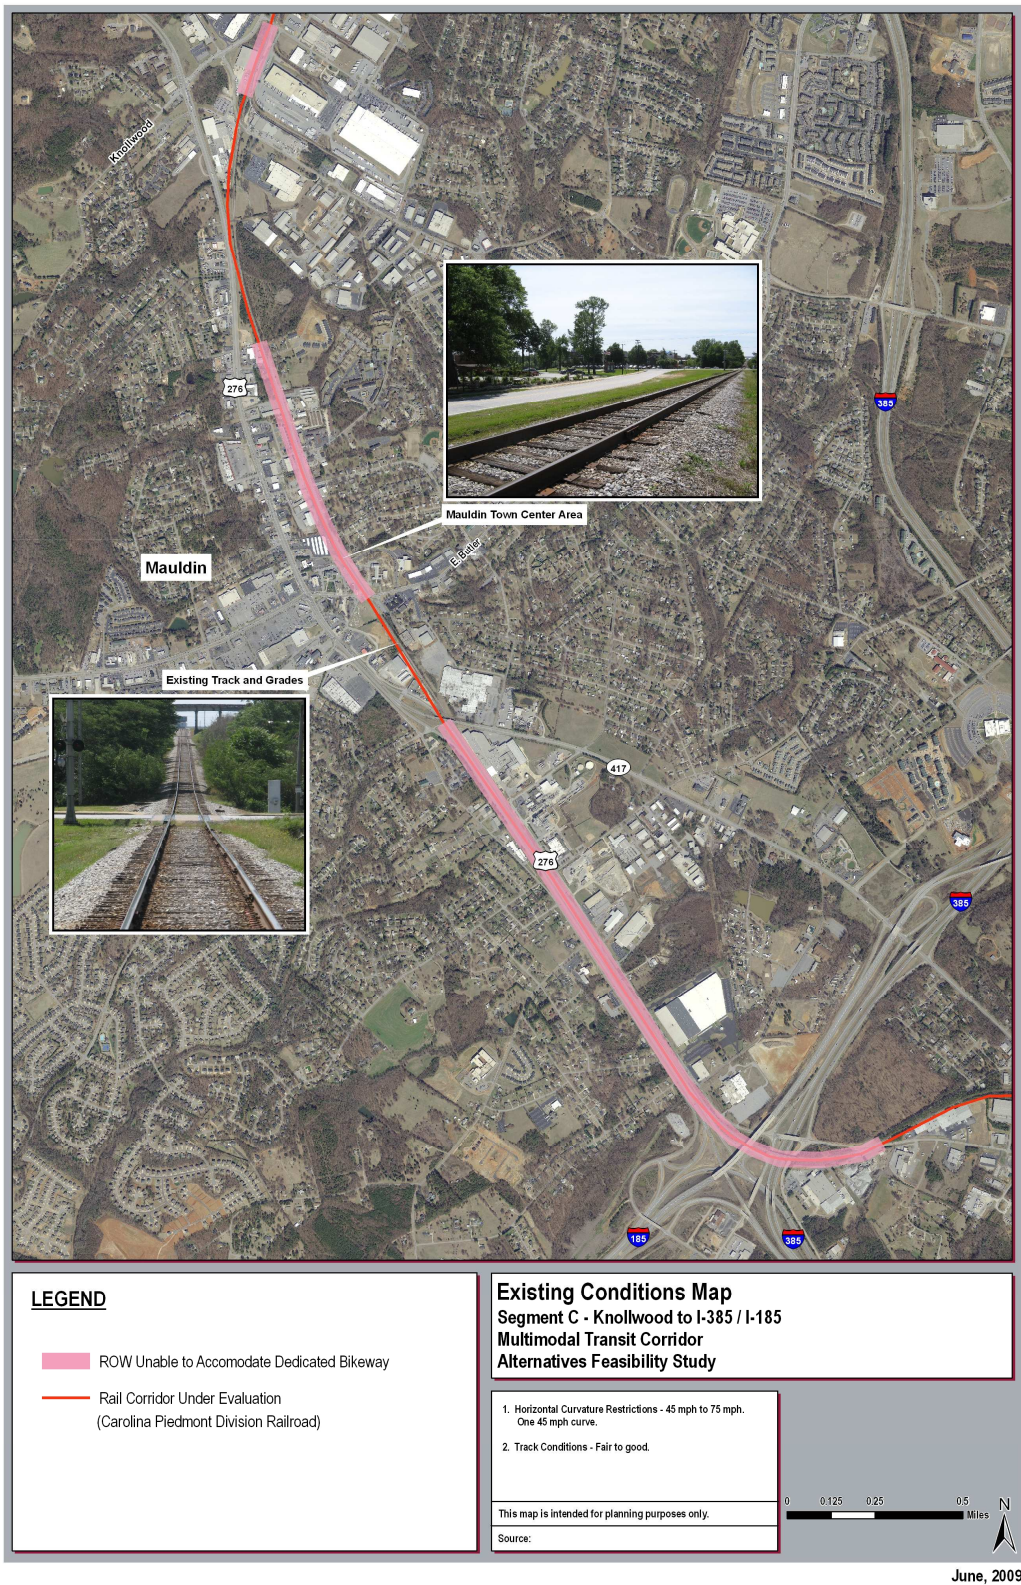 Knollwood
276
385
Mauldin Town Center Area
E. Butler
Mauldin
Existing Track and Grades
417
276
385
185
385
LEGEND
ROW Unable to Accomodate Dedicated Bikeway
Rail Corridor Under Evaluation
(Carolina Piedmont Division Railroad)
Existing Conditions Map
Segment C - Knollwood to I-385 / I-185
Multimodal Transit Corridor
Alternatives Feasibility Study
1. Horizontal Curvature Restrictions - 45 mph to 75 mph.
One 45 mph curve.
2. Track Conditions - Fair to good.
This map is intended for planning purposes only.
Source:
0 0.125 0.25 0.5
Miles
N
June, 2009